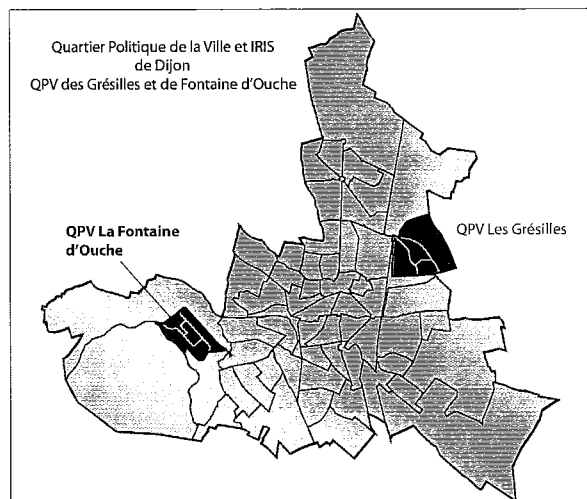 Quartier Politique de la Ville et IRIS
de Dijon
QPV des Grésilles et de Fontaine d'Ouche
QPV Les Grésilles
QPV La Fontaine
d'Ouche